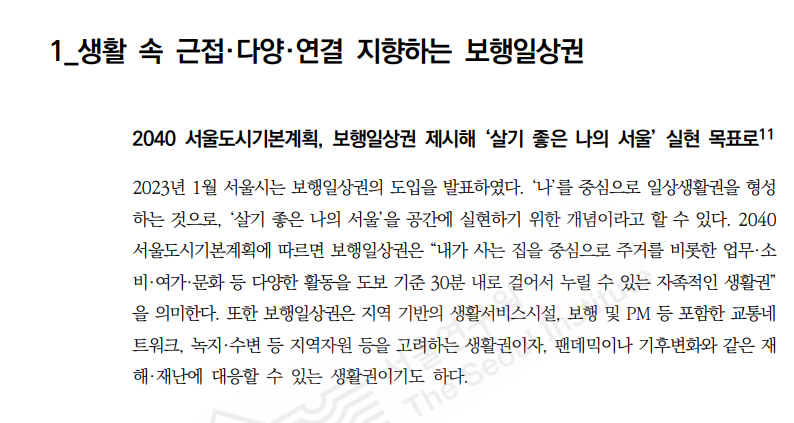 1_생활 속 근접·다양·연결 지향하는 보행일상권
2040 서울도시기본계획, 보행일상권 제시해 ‘살기 좋은 나의 서울’ 실현 목표로11
2023년 1월 서울시는 보행일상권의 도입을 발표하였다. ‘나’를 중심으로 일상생활권을 형성
하는 것으로, ‘살기 좋은 나의 서울’을 공간에 실현하기 위한 개념이라고 할 수 있다. 2040
서울도시기본계획에 따르면 보행일상권은 “내가 사는 집을 중심으로 주거를 비롯한 업무·소
비·여가·문화 등 다양한 활동을 도보 기준 30분 내로 걸어서 누릴 수 있는 자족적인 생활권”
을 의미한다. 또한 보행일상권은 지역 기반의 생활서비스시설, 보행 및 PM 등 포함한 교통네
트워크, 녹지·수변 등 지역자원 등을 고려하는 생활권이자, 팬데믹이나 기후변화와 같은 재
해·재난에 대응할 수 있는 생활권이기도 하다.
서울연구원
The Seoul Institute